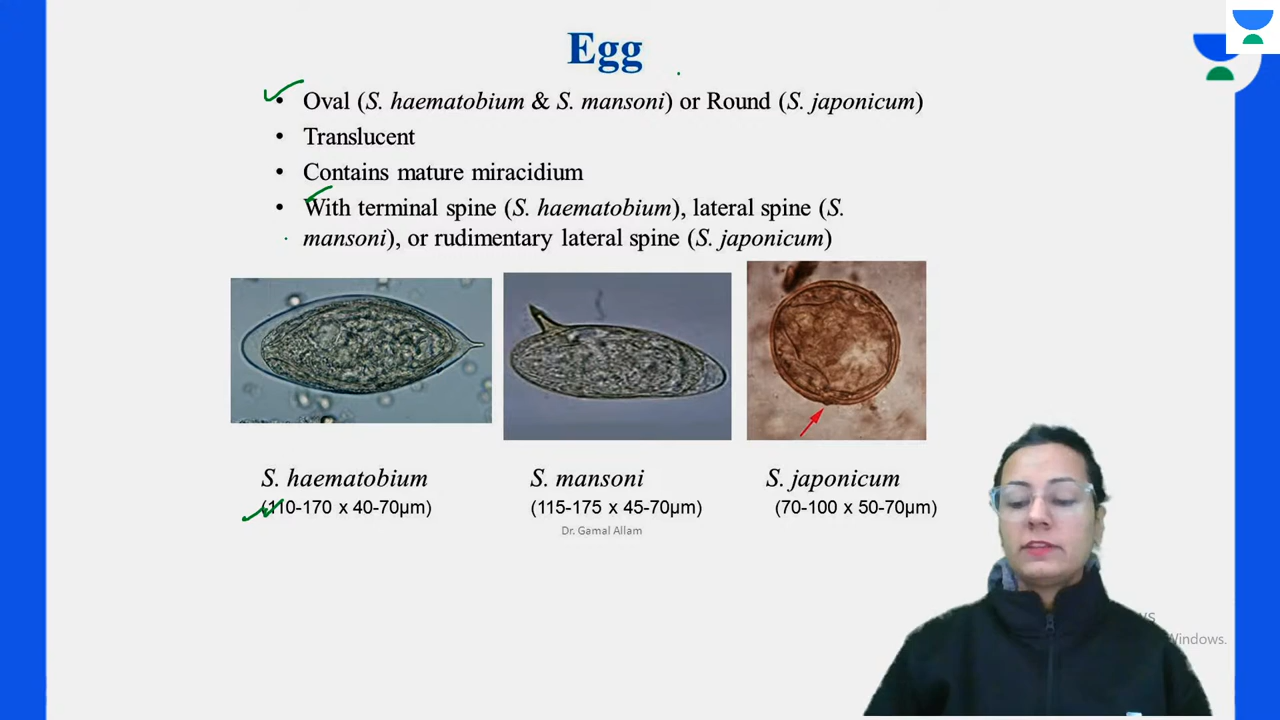 Egg
• Oval (S. haematobium & S. mansoni) or Round (S. japonicum)
• Translucent
• Contains mature miracidium
• With terminal spine (S. haematobium), lateral spine (S.
mansoni), or rudimentary lateral spine (S. japonicum)
S. haematobium
(110-170 x 40-70µm)
S. mansoni
(115-175 x 45-70µm)
S. japonicum
(70-100 x 50-70µm)
Dr. Gamal Allam
Windows.